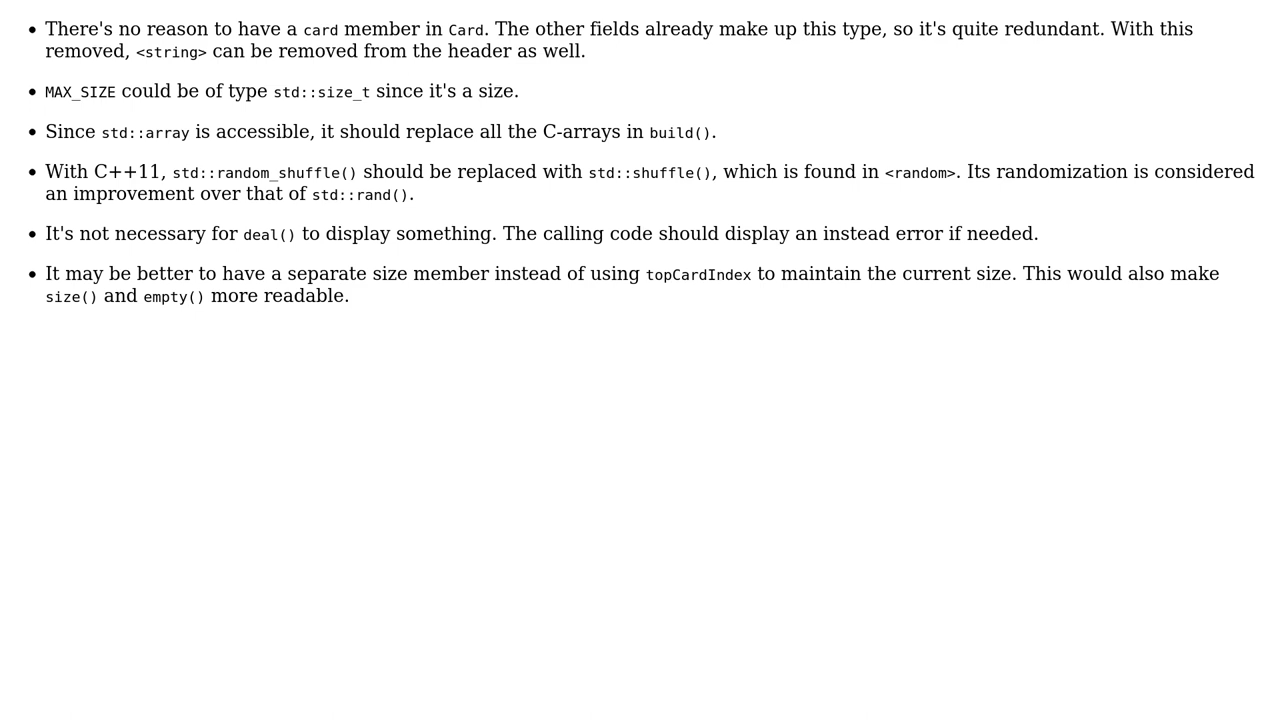 • There's no reason to have a card member in Card. The other fields already make up this type, so it's quite redundant. With this
removed, <string> can be removed from the header as well.
• MAX_SIZE could be of type std::size_t since it's a size.
• Since std::array is accessible, it should replace all the C-arrays in build().
• With C++11, std::random_shuffle() should be replaced with std::shuffle(), which is found in <random>. Its randomization is considered
an improvement over that of std::rand().
• It's not necessary for deal() to display something. The calling code should display an instead error if needed.
• It may be better to have a separate size member instead of using topCardIndex to maintain the current size. This would also make
size() and empty() more readable.